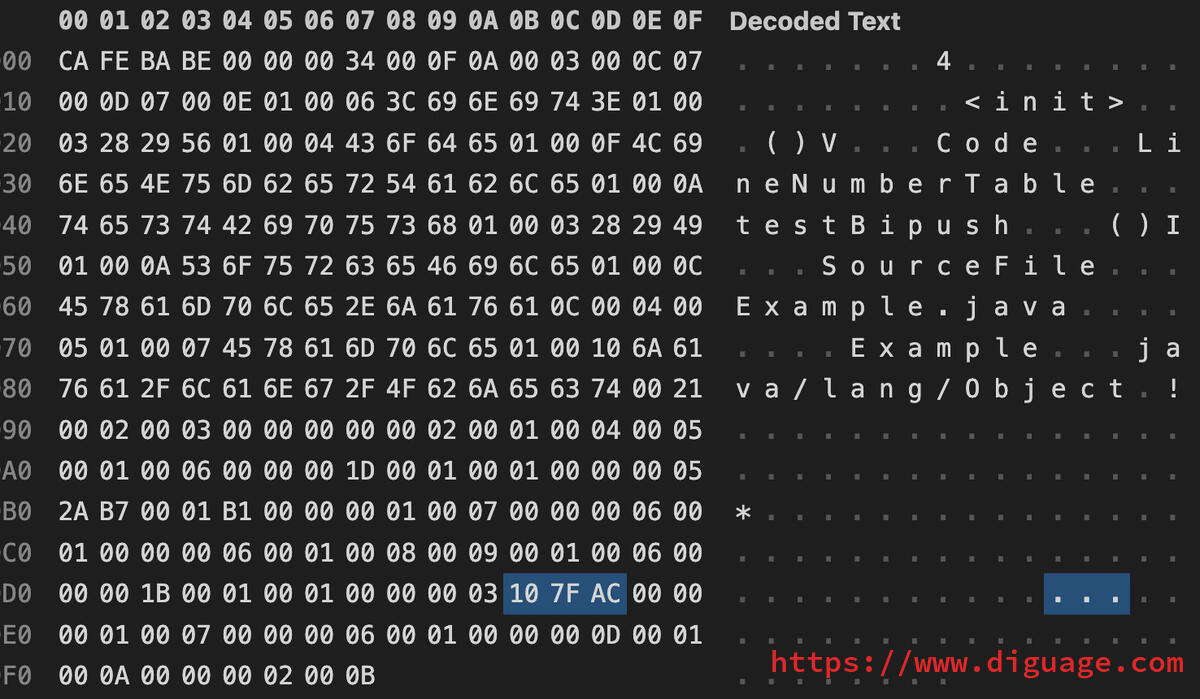 00 01 02 03 04 05 06 07 08 09 0A 0B 0C 0D 0E 0F Decoded Text
00 CA FE BA BE 00 00 00 34 00 0F 0A 00 03 00 0C 07 . . . . . . . 4 . . . . . . . .
10 00 0D 07 00 0E 01 00 06 3C 69 6E 69 74 3E 01 00 . . . . . . . . < i n i t > . .
20 03 28 29 56 01 00 04 43 6F 64 65 01 00 0F 4C 69 . ( ) V . . . C o d e . . . L i
30 6E 65 4E 75 6D 62 65 72 54 61 62 6C 65 01 00 0A n e N u m b e r T a b l e . . .
40 74 65 73 74 42 69 70 75 73 68 01 00 03 28 29 49 t e s t B i p u s h . . . ( ) I
50 01 00 0A 53 6F 75 72 63 65 46 69 6C 65 01 00 0C . . . S o u r c e F i l e . . .
60 45 78 61 6D 70 6C 65 2E 6A 61 76 61 0C 00 04 00 E x a m p l e . j a v a . . . .
70 05 01 00 07 45 78 61 6D 70 6C 65 01 00 10 6A 61 . . . . E x a m p l e . . . j a
80 76 61 2F 6C 61 6E 67 2F 4F 62 6A 65 63 74 00 21 v a / l a n g / O b j e c t . !
90 00 02 00 03 00 00 00 00 00 02 00 01 00 04 00 05 . . . . . . . . . . . . . . . .
A0 00 01 00 06 00 00 00 1D 00 01 00 01 00 00 00 05 . . . . . . . . . . . . . . . .
B0 2A B7 00 01 B1 00 00 00 01 00 07 00 00 00 06 00 * . . . . . . . . . . . . . . .
C0 01 00 00 00 06 00 01 00 08 00 09 00 01 00 06 00 . . . . . . . . . . . . . . . .
D0 00 00 1B 00 01 00 01 00 00 00 03 10 7F AC 00 00 . . . . . . . . . . . . . . . .
E0 00 01 00 07 00 00 00 06 00 01 00 00 00 0D 00 01 . . . . . . . . . . . . . . . .
F0 00 0A 00 00 00 02 00 0B . . . . . . . .
https://www.diguage.com